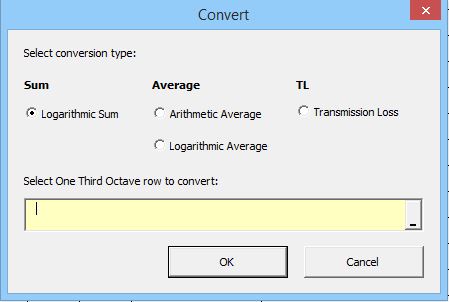 Convert
Select conversion type:
Sum Average TL
Logarithmic Sum Arithmetic Average Transmission Loss
Logarithmic Average
Select One Third Octave row to convert:
OK Cancel